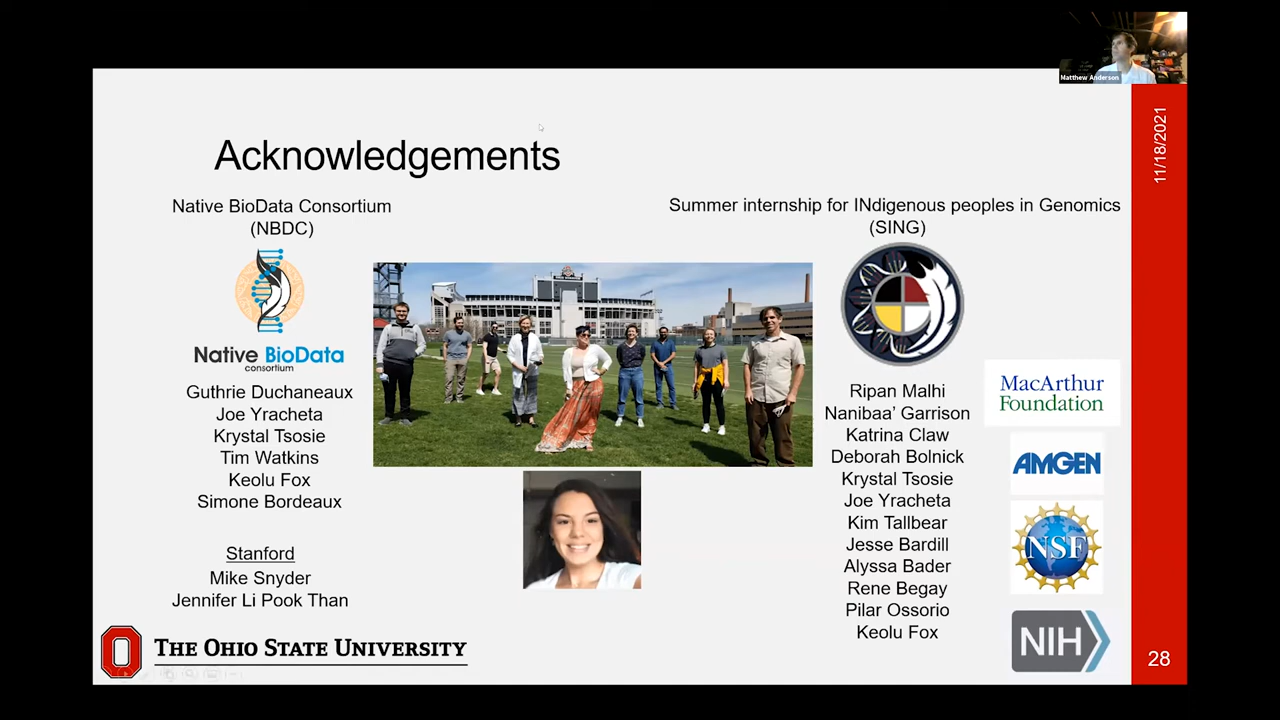 Matthew Anderson
11/18/2021
Acknowledgements
Native BioData Consortium
(NBDC)
Native BioData
consortium
Guthrie Duchaneaux
Joe Yracheta
Krystal Tsosie
Tim Watkins
Keolu Fox
Simone Bordeaux
Stanford
Mike Snyder
Jennifer Li Pook Than
THE OHIO STATE UNIVERSITY
Summer internship for INdigenous peoples in Genomics
(SING)
Ripan Malhi
Nanibaa’ Garrison
Katrina Claw
Deborah Bolnick
Krystal Tsosie
Joe Yracheta
Kim Tallbear
Jesse Bardill
Alyssa Bader
Rene Begay
Pilar Ossorio
Keolu Fox
MacArthur
Foundation
AMGEN
NSF
NIH
28